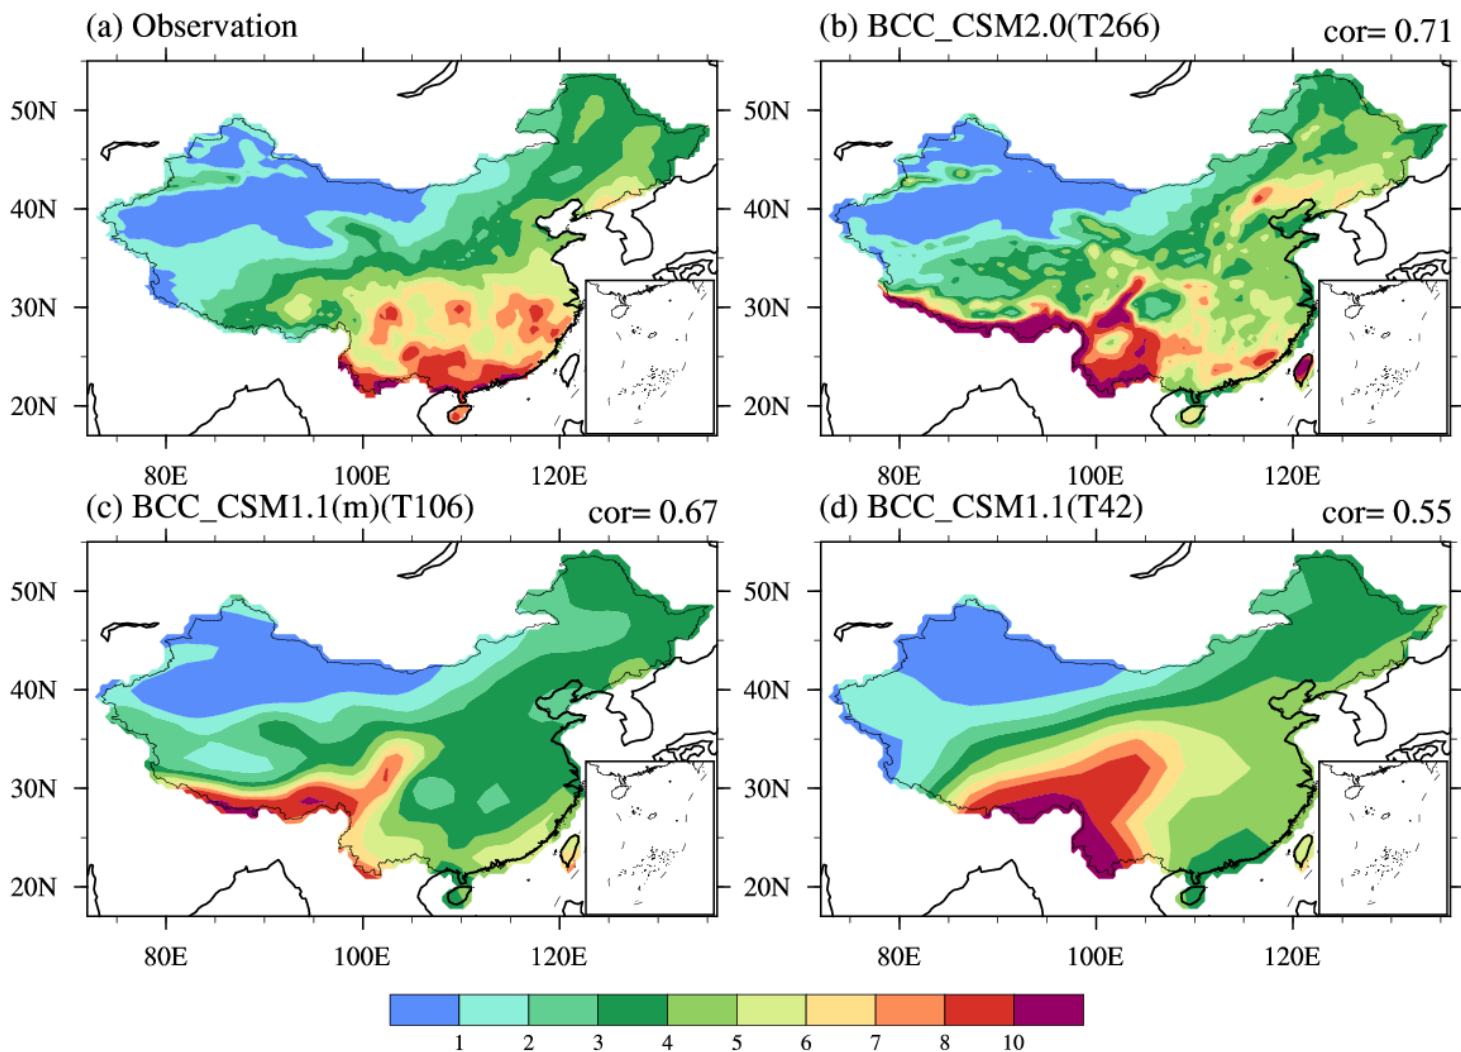 (a) Observation
(b) BCC_CSM2.0(T266) cor= 0.71
50N
40N
30N
20N
50N
40N
30N
20N
80E 100E 120E
80E 100E 120E
(c) BCC_CSM1.1(m)(T106) cor= 0.67
(d) BCC_CSM1.1(T42) cor= 0.55
50N
40N
30N
20N
50N
40N
30N
20N
80E 100E 120E
80E 100E 120E
1 2 3 4 5 6 7 8 10